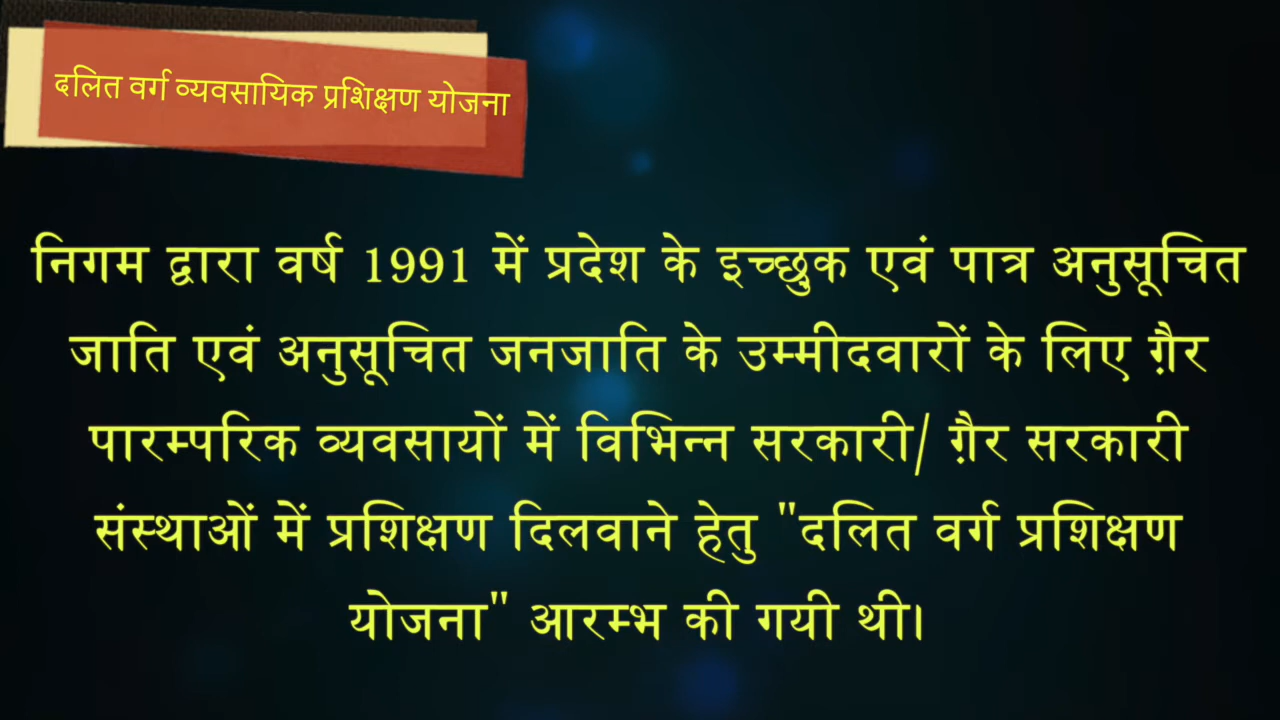 दलित वर्ग व्यवसायिक प्रशिक्षण योजना
निगम द्वारा वर्ष 1991 में प्रदेश के इच्छुक एवं पात्र अनुसूचित
जाति एवं अनुसूचित जनजाति के उम्मीदवारों के लिए ग़ैर
पारम्परिक व्यवसायों में विभिन्न सरकारी/ ग़ैर सरकारी
संस्थाओं में प्रशिक्षण दिलवाने हेतु "दलित वर्ग प्रशिक्षण
योजना" आरम्भ की गयी थी।